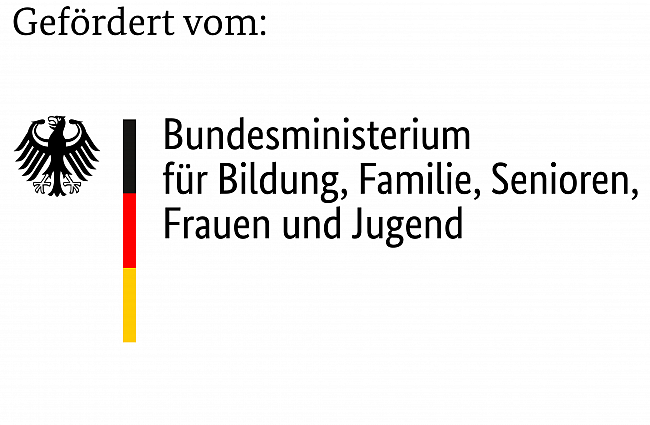 Gefördert vom:
Bundesministerium
für Bildung, Familie, Senioren,
Frauen und Jugend